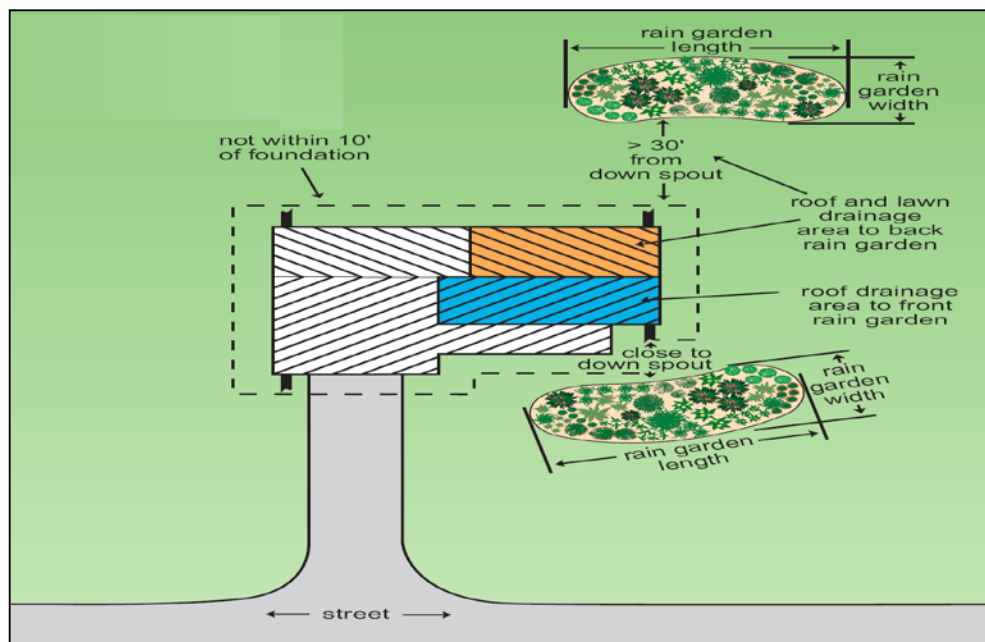 rain garden
length
rain
garden
width
not within 10'
of foundation
> 30'
from
down spout
roof and lawn
drainage
area to back
rain garden
roof drainage
area to front
rain garden
close to
down spout
rain
garden
width
rain garden
length
street